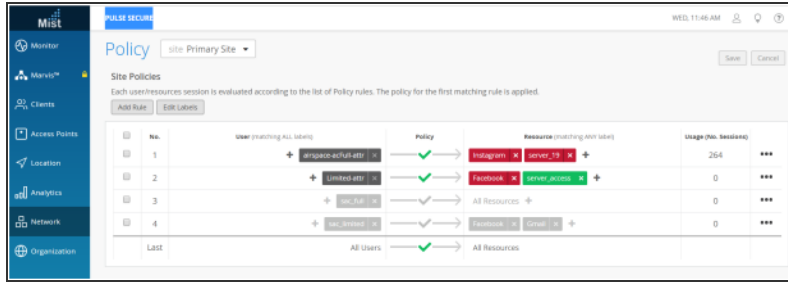 Mist
PULSE SECURE
WED, 11:46 AM
Monitor
Marvis™
Clients
Access Points
Location
Analytics
Network
Organization
Policy site Primary Site
Save Cancel
Site Policies
Each user/resources session is evaluated according to the list of Policy rules. The policy for the first matching rule is applied.
Add Rule Edit Labels
No. User (matching ALL labels) Policy Resource (matching ANY label) Usage (No. Sessions)
1 + airspace-acFull-attr × Instagram × server_19 × + 264
2 + Limited-attr × Facebook × server_access × + 0
3 + sac_full × All Resources + 0
4 + sac_limited × Facebook × Gmail × + 0
Last All Users All Resources